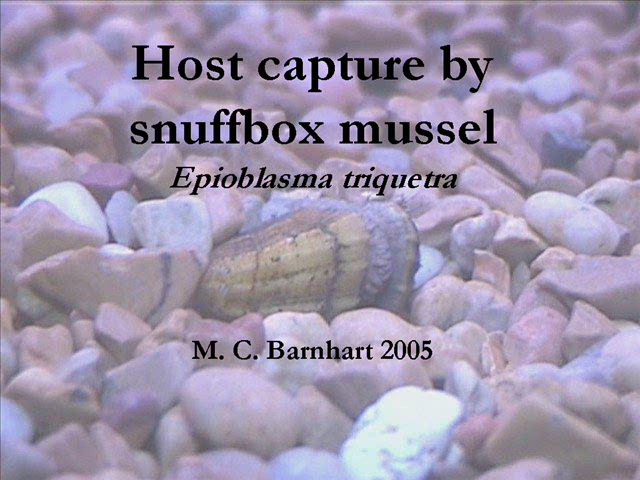 Host capture by
snuffbox mussel
Epioblasma triquetra
M. C. Barnhart 2005